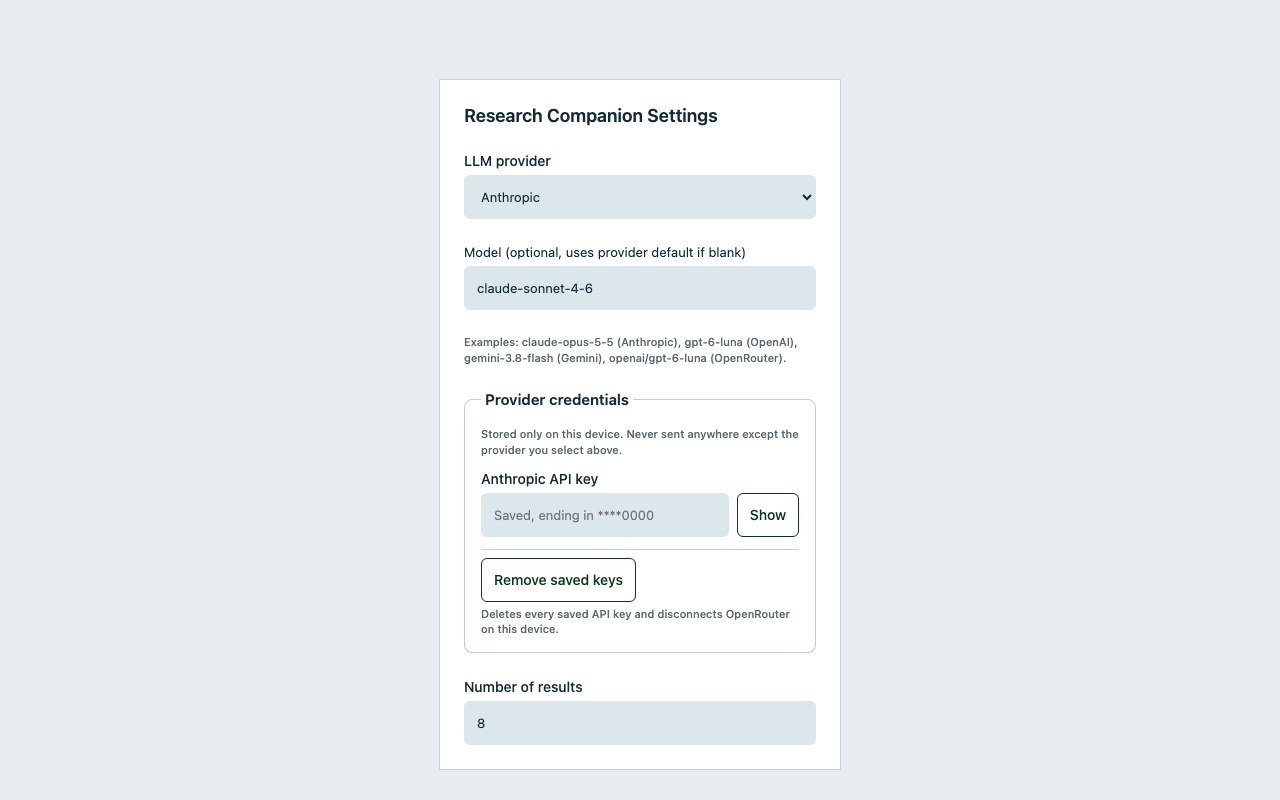 Research Companion Settings
LLM provider
Anthropic
Model (optional, uses provider default if blank)
claude-sonnet-4-6
Examples: claude-opus-5-5 (Anthropic), gpt-6-luna (OpenAI),
gemini-3.8-flash (Gemini), openai/gpt-6-luna (OpenRouter).
Provider credentials
Stored only on this device. Never sent anywhere except the
provider you select above.
Anthropic API key
Saved, ending in ****0000
Show
Remove saved keys
Deletes every saved API key and disconnects OpenRouter
on this device.
Number of results
8